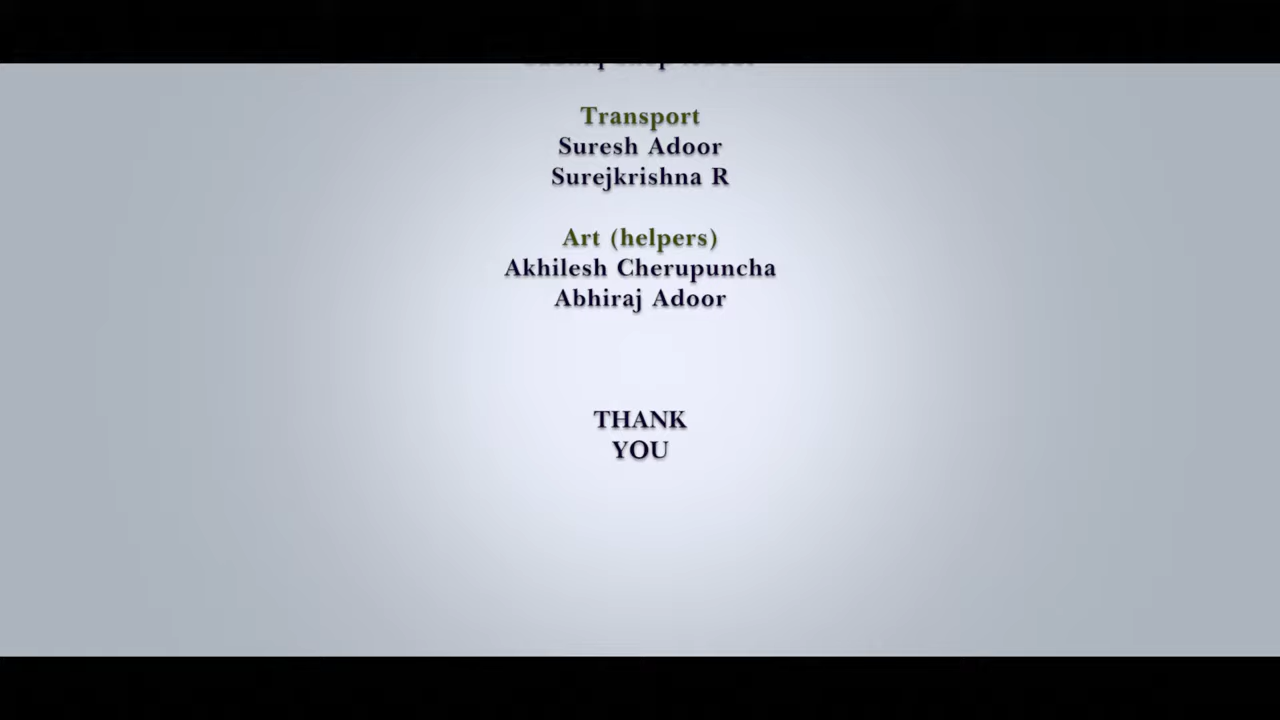 Transport
Suresh Adoor
Surejkrishna R
Art (helpers)
Akhilesh Cherupuncha
Abhiraj Adoor
THANK
YOU